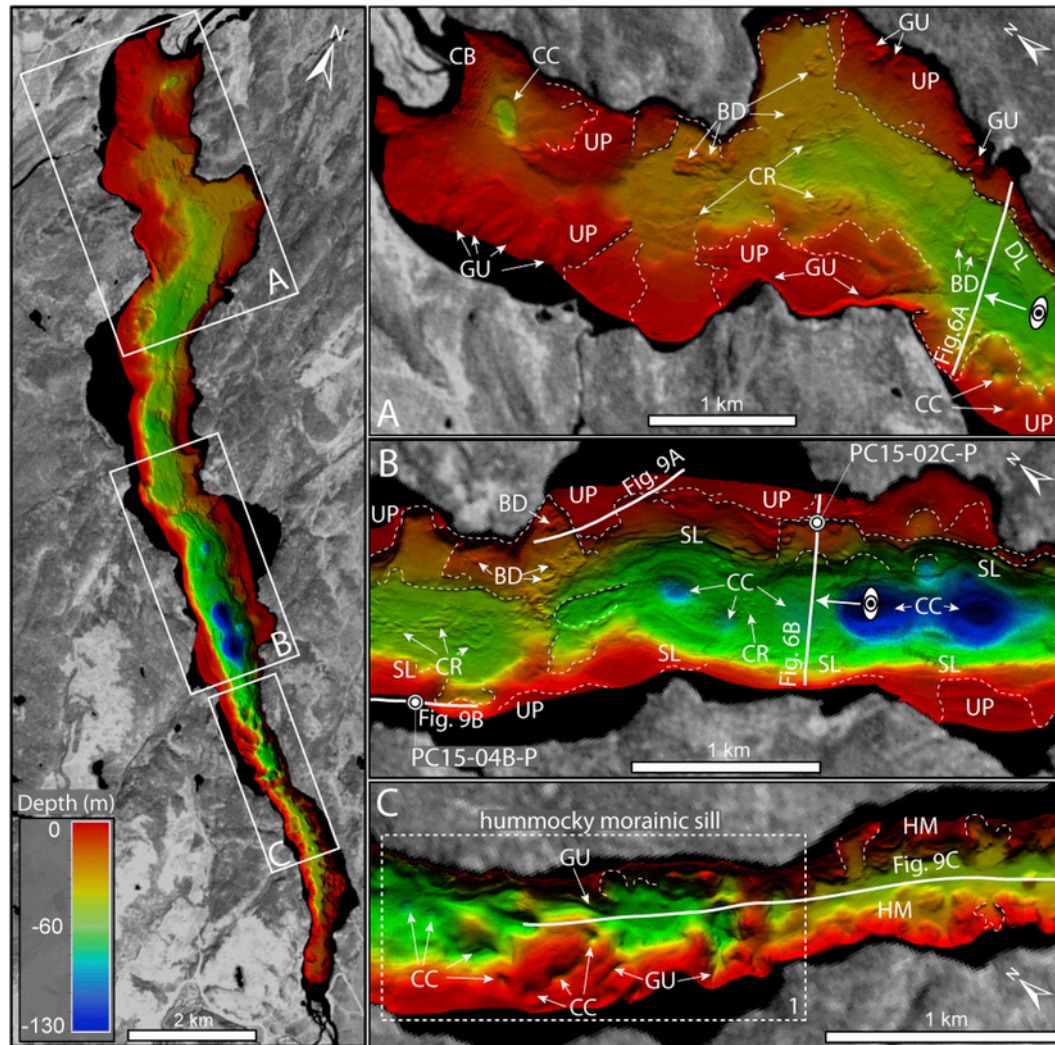 N
A
B
C
Depth (m)
0
-60
-130
2 km
N
CB
CC
GU
UP
BD
UP
GU
CR
UP
UP
GU
GU
DL
BD
Fig.6A
CC
UP
1 km
A
B
PC15-02C-P
N
Fig. 9A
UP
BD
UP
UP
SL
BD
SL
CC
CC
CR
CR
Fig. 6B
SL
SL
SL
UP
Fig. 9B
UP
PC15-04B-P
1 km
C
hummocky morainic sill
HM
GU
Fig. 9C
HM
CC
GU
CC
1
N
1 km